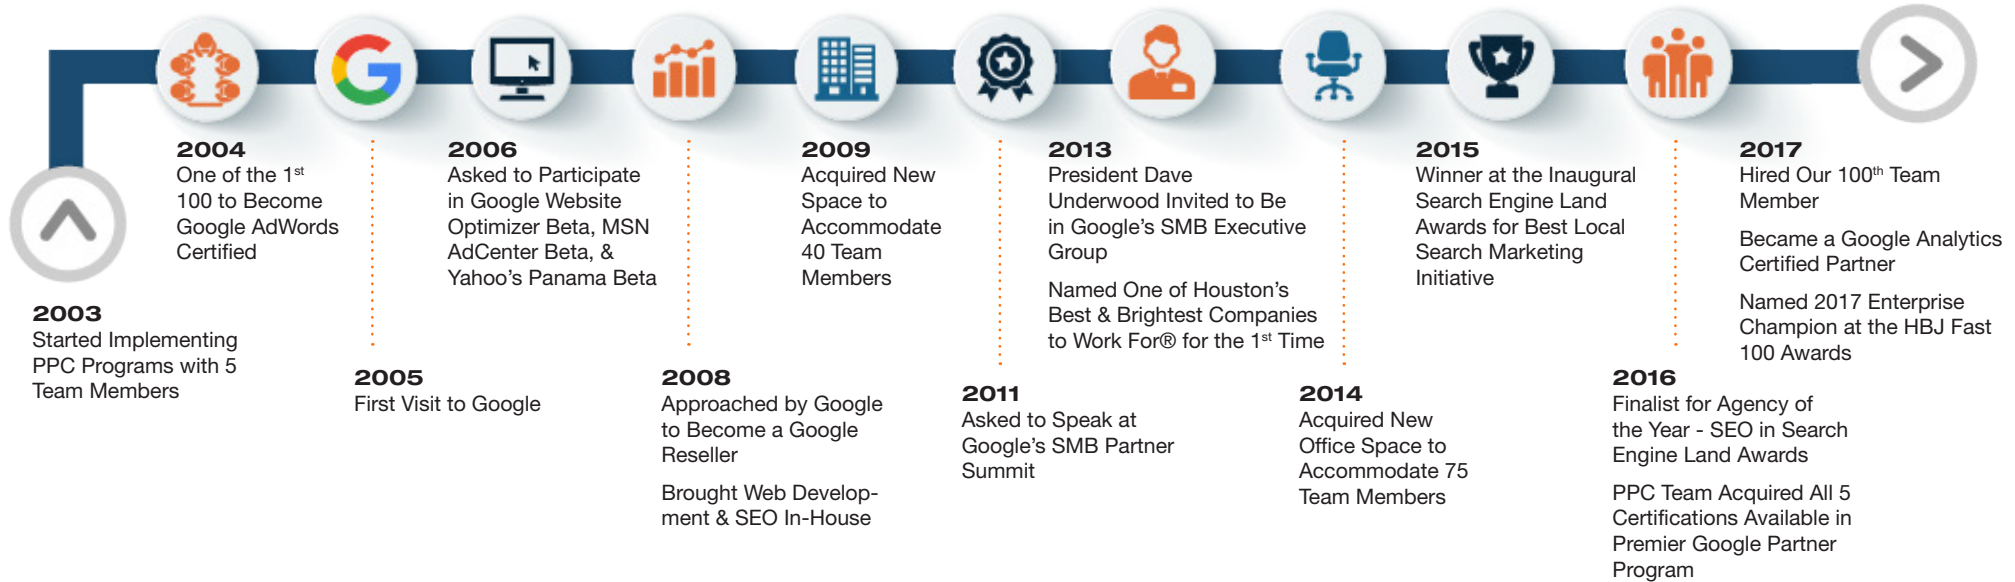 2003
Started Implementing
PPC Programs with 5
Team Members
2004
One of the 1st
100 to Become
Google AdWords
Certified
2005
First Visit to Google
2006
Asked to Participate
in Google Website
Optimizer Beta, MSN
AdCenter Beta, &
Yahoo’s Panama Beta
2008
Approached by Google
to Become a Google
Reseller
Brought Web Develop-
ment & SEO In-House
2009
Acquired New
Space to
Accommodate
40 Team
Members
2011
Asked to Speak at
Google’s SMB Partner
Summit
2013
President Dave
Underwood Invited to Be
in Google’s SMB Executive
Group
Named One of Houston’s
Best & Brightest Companies
to Work For® for the 1st Time
2014
Acquired New
Office Space to
Accommodate 75
Team Members
2015
Winner at the Inaugural
Search Engine Land
Awards for Best Local
Search Marketing
Initiative
2016
Finalist for Agency of
the Year - SEO in Search
Engine Land Awards
PPC Team Acquired All 5
Certifications Available in
Premier Google Partner
Program
2017
Hired Our 100th Team
Member
Became a Google Analytics
Certified Partner
Named 2017 Enterprise
Champion at the HBJ Fast
100 Awards